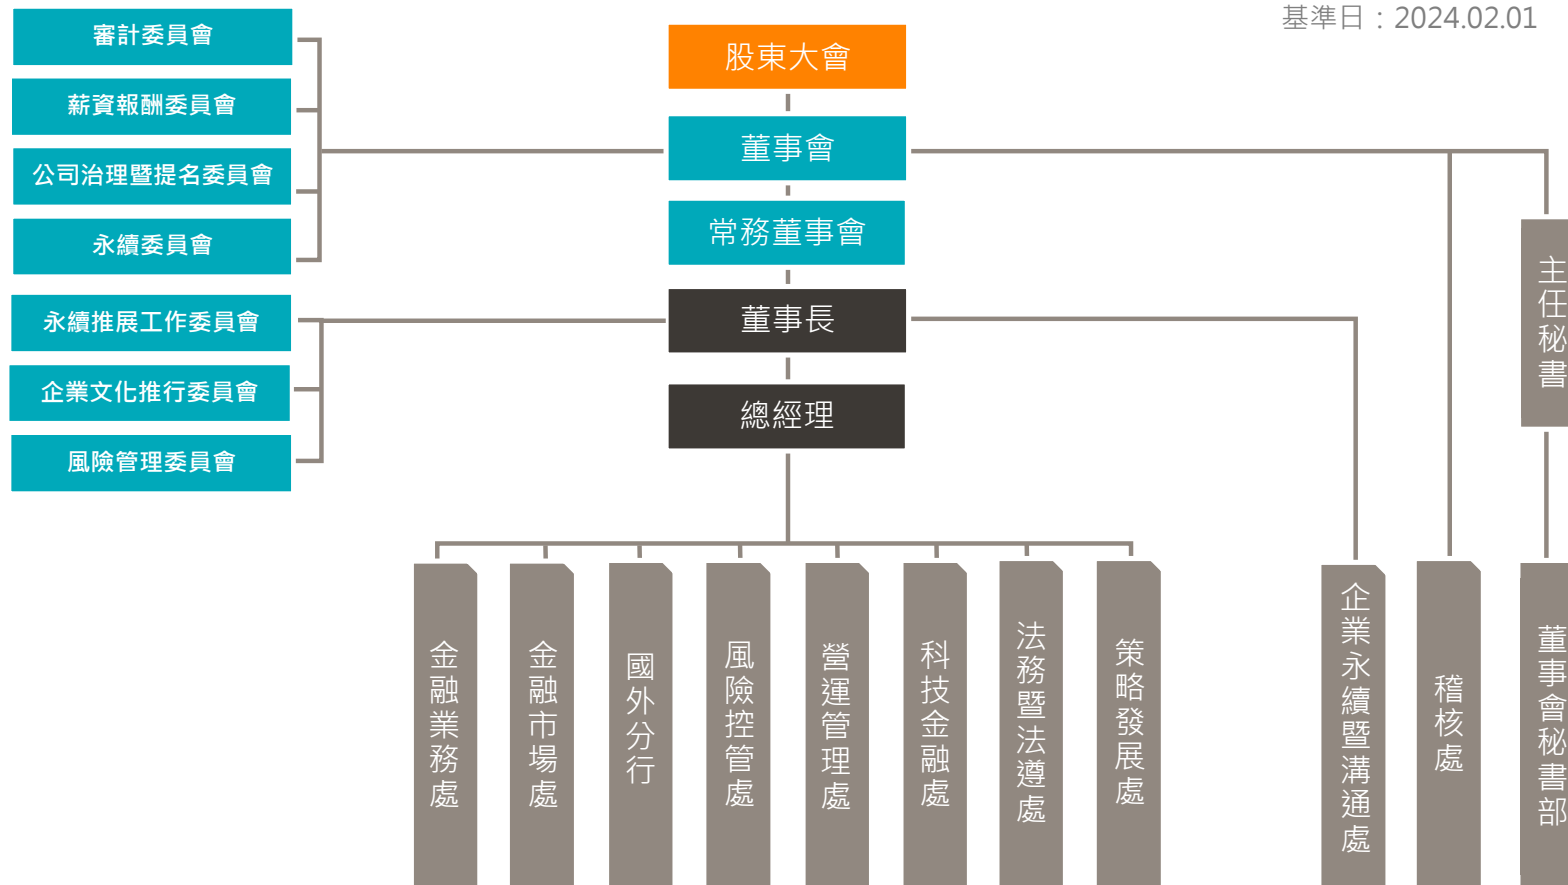 基準日：2024.02.01
審計委員會
薪資報酬委員會
公司治理暨提名委員會
永續委員會
永續推展工作委員會
企業文化推行委員會
風險管理委員會
股東大會
董事會
常務董事會
董事長
總經理
主任秘書
金融業務處
金融市場處
國外分行
風險控管處
營運管理處
科技金融處
法務暨法遵處
策略發展處
企業永續暨溝通處
稽核處
董事會秘書部